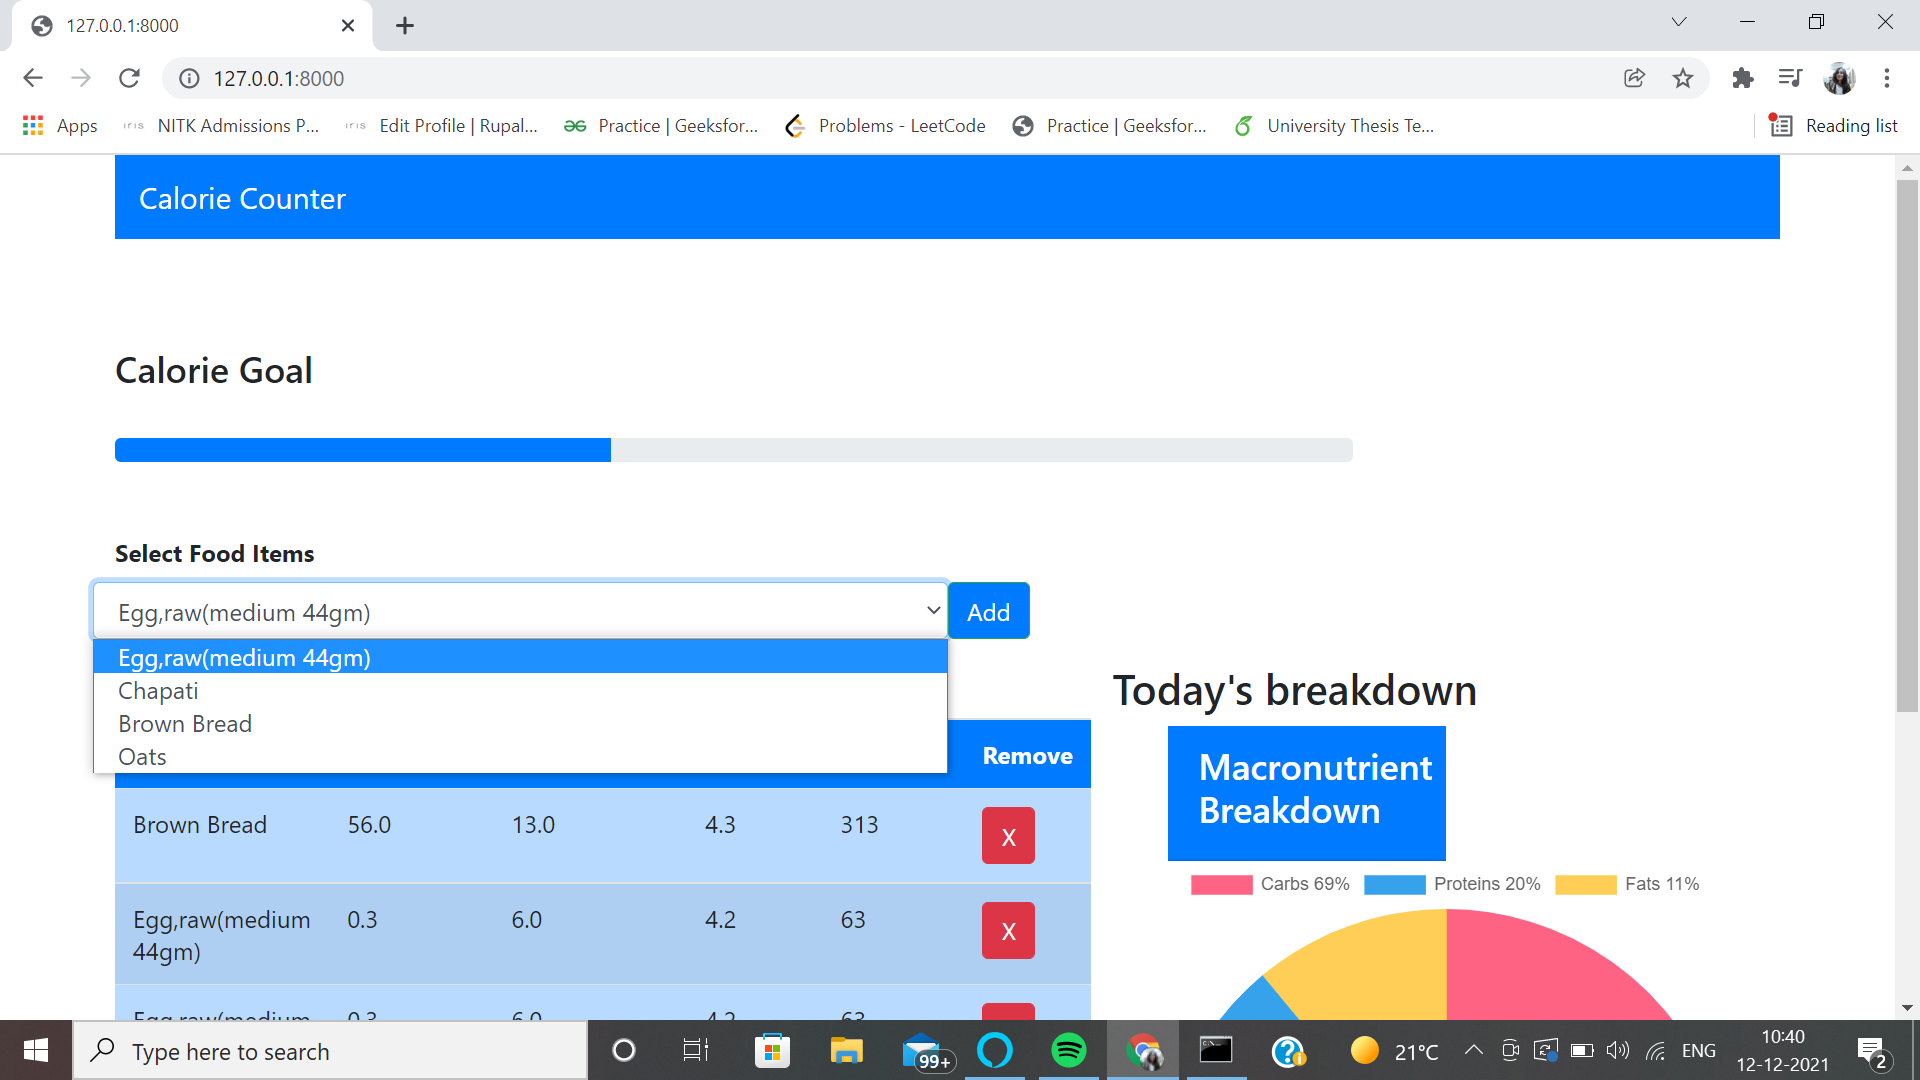 127.0.0.1:8000
127.0.0.1:8000
Apps
iris NITK Admissions P...
iris Edit Profile | Rupal...
Practice | Geeksfor...
Problems - LeetCode
Practice | Geeksfor...
University Thesis Te...
Reading list
Calorie Counter
Calorie Goal
Select Food Items
Egg,raw(medium 44gm)
Add
Egg,raw(medium 44gm)
Chapati
Brown Bread
Oats
Remove
Brown Bread 56.0 13.0 4.3 313 X
Egg,raw(medium 0.3 6.0 4.2 63 X
44gm)
Egg,raw(medium 0.3 6.0 4.2 63
Today's breakdown
Macronutrient
Breakdown
Carbs 69% Proteins 20% Fats 11%
Type here to search
99+
21°C
ENG
10:40
12-12-2021
2